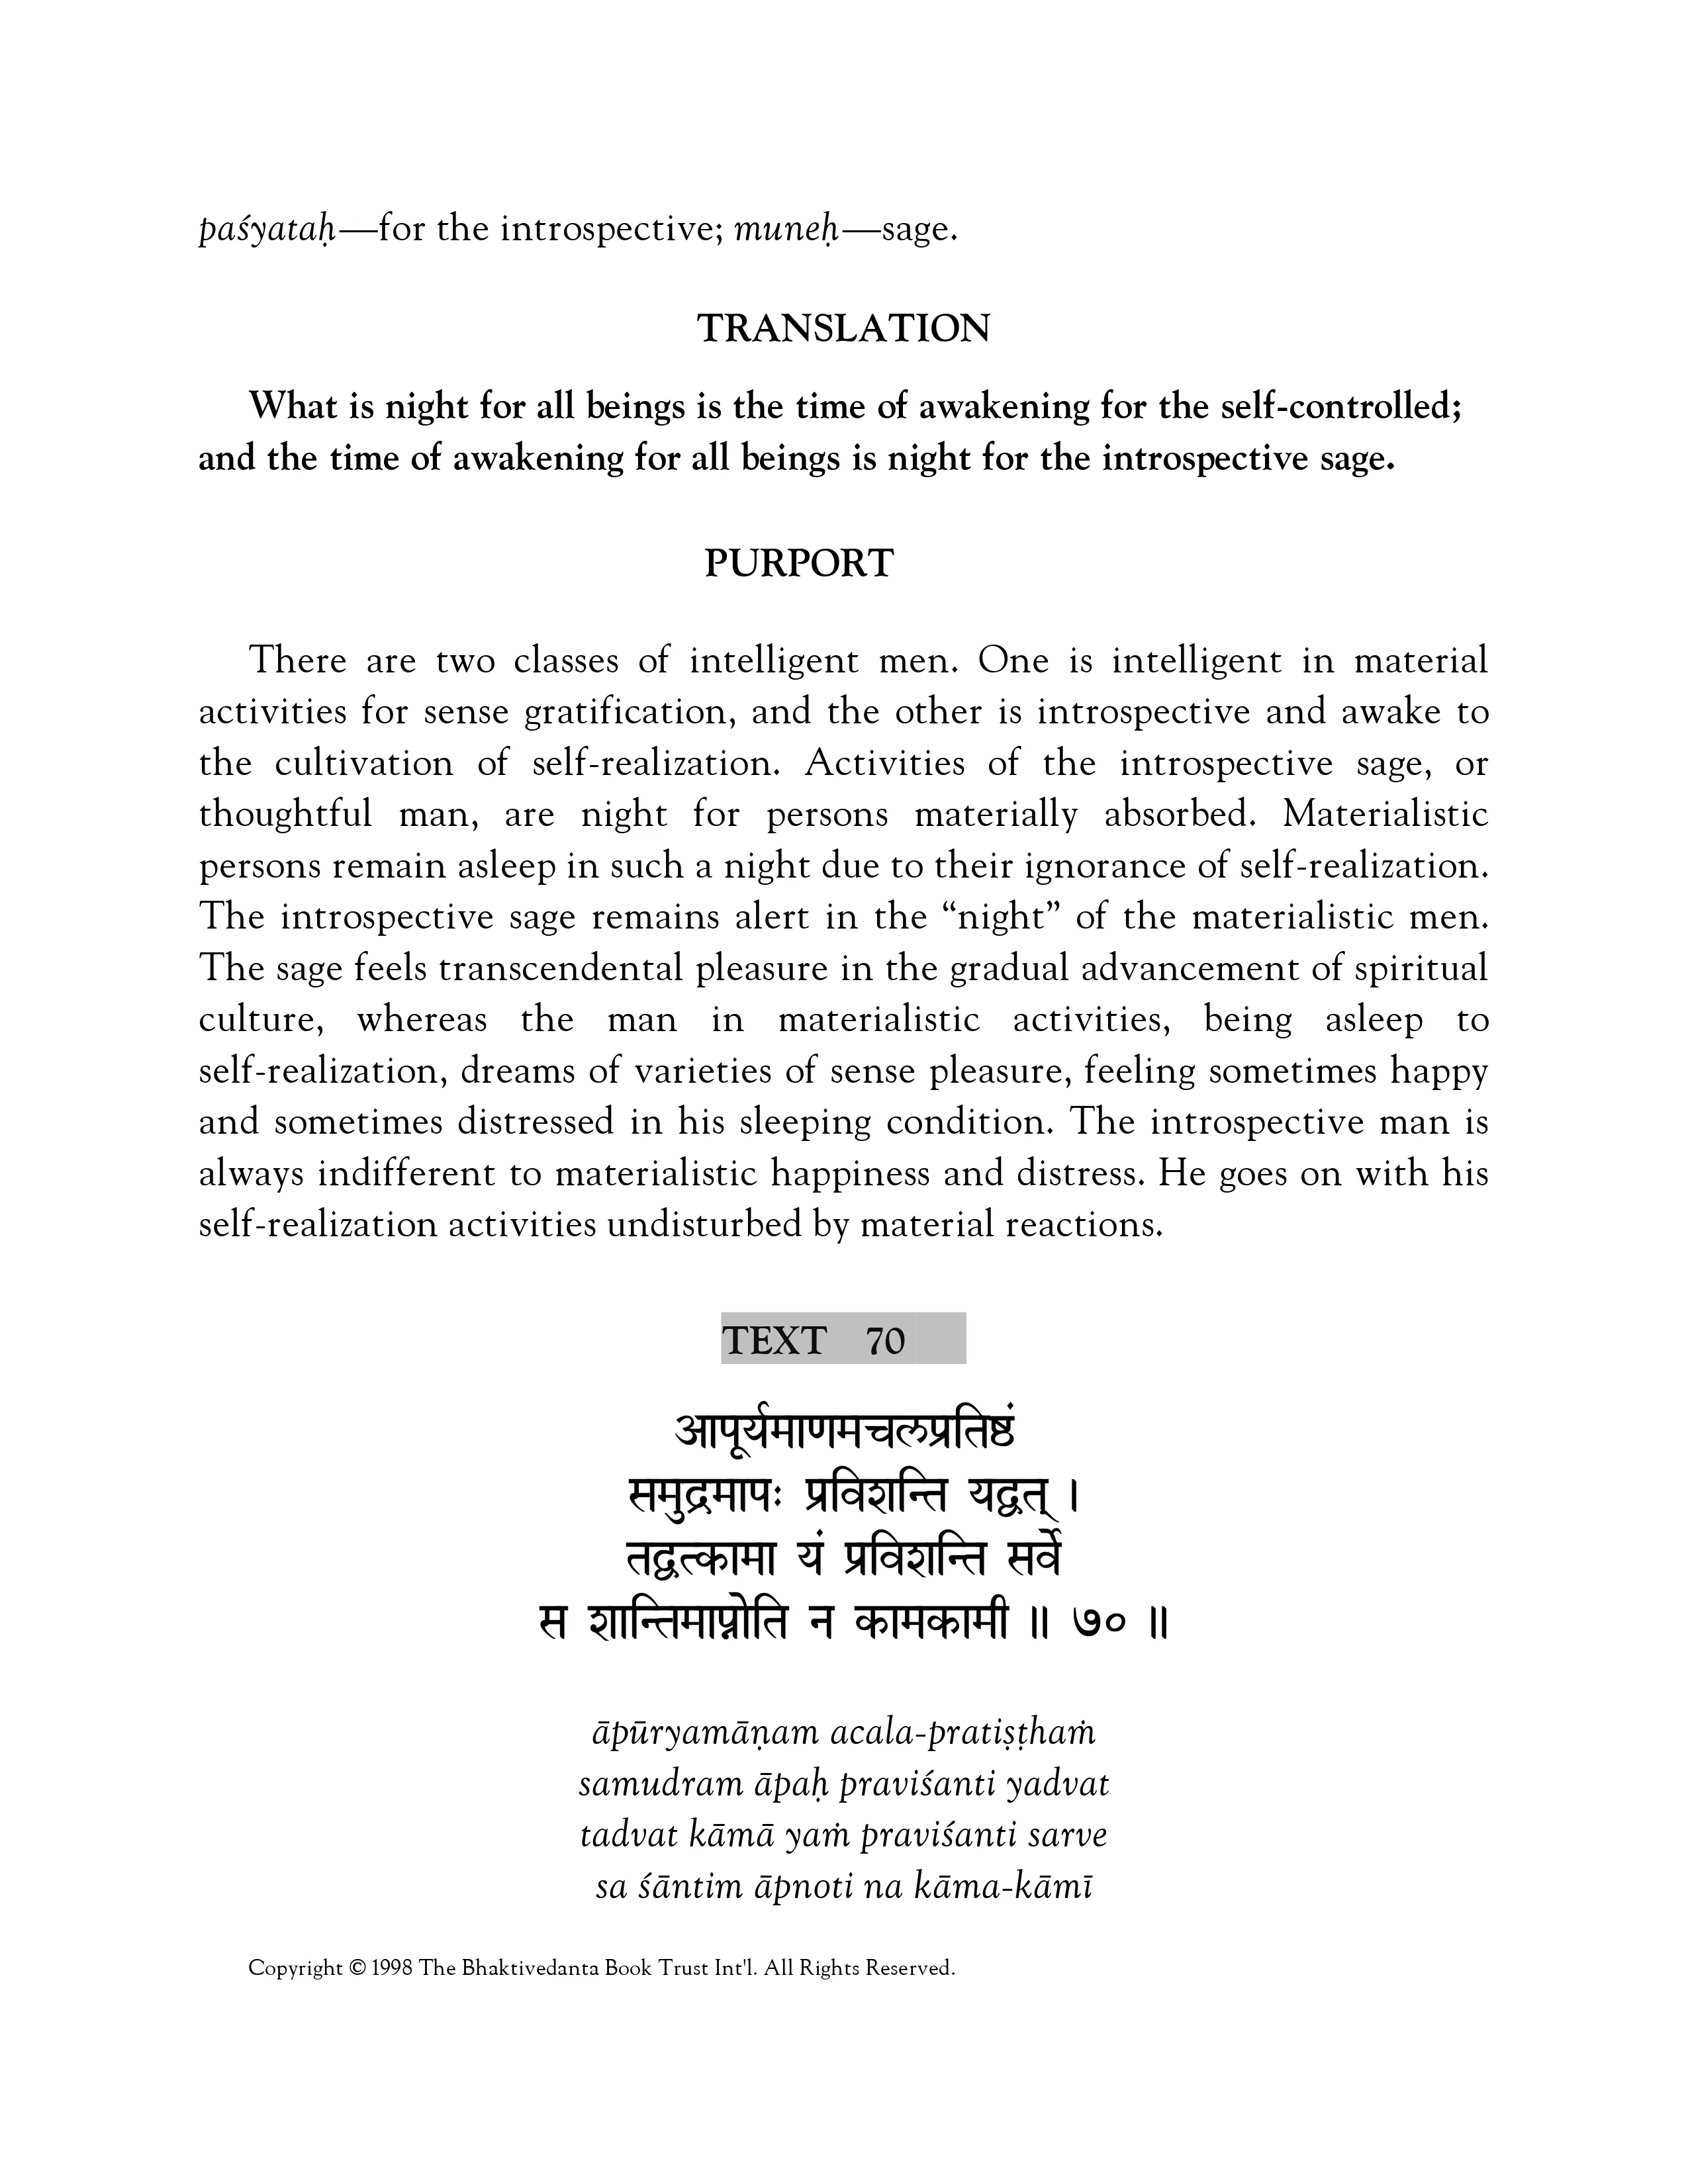 paśyataḥ—for the introspective; muneḥ—sage.
TRANSLATION
What is night for all beings is the time of awakening for the self-controlled;
and the time of awakening for all beings is night for the introspective sage.
PURPORT
There are two classes of intelligent men. One is intelligent in material
activities for sense gratification, and the other is introspective and awake to
the cultivation of self-realization. Activities of the introspective sage, or
thoughtful man, are night for persons materially absorbed. Materialistic
persons remain asleep in such a night due to their ignorance of self-realization.
The introspective sage remains alert in the “night” of the materialistic men.
The sage feels transcendental pleasure in the gradual advancement of spiritual
culture, whereas the man in materialistic activities, being asleep to
self-realization, dreams of varieties of sense pleasure, feeling sometimes happy
and sometimes distressed in his sleeping condition. The introspective man is
always indifferent to materialistic happiness and distress. He goes on with his
self-realization activities undisturbed by material reactions.
TEXT 70
आपूर्यमाणमचलप्रतिष्ठं
समुद्रमापः प्रविशन्ति यद्वत् ।
तद्वत्कामा यं प्रविशन्ति सर्वे
स शान्तिमाप्नोति न कामकामी ॥ ७० ॥
āpūryamāṇam acala-pratiṣṭhaṁ
samudram āpaḥ praviśanti yadvat
tadvat kāmā yaṁ praviśanti sarve
sa śāntim āpnoti na kāma-kāmī
Copyright © 1998 The Bhaktivedanta Book Trust Int'l. All Rights Reserved.